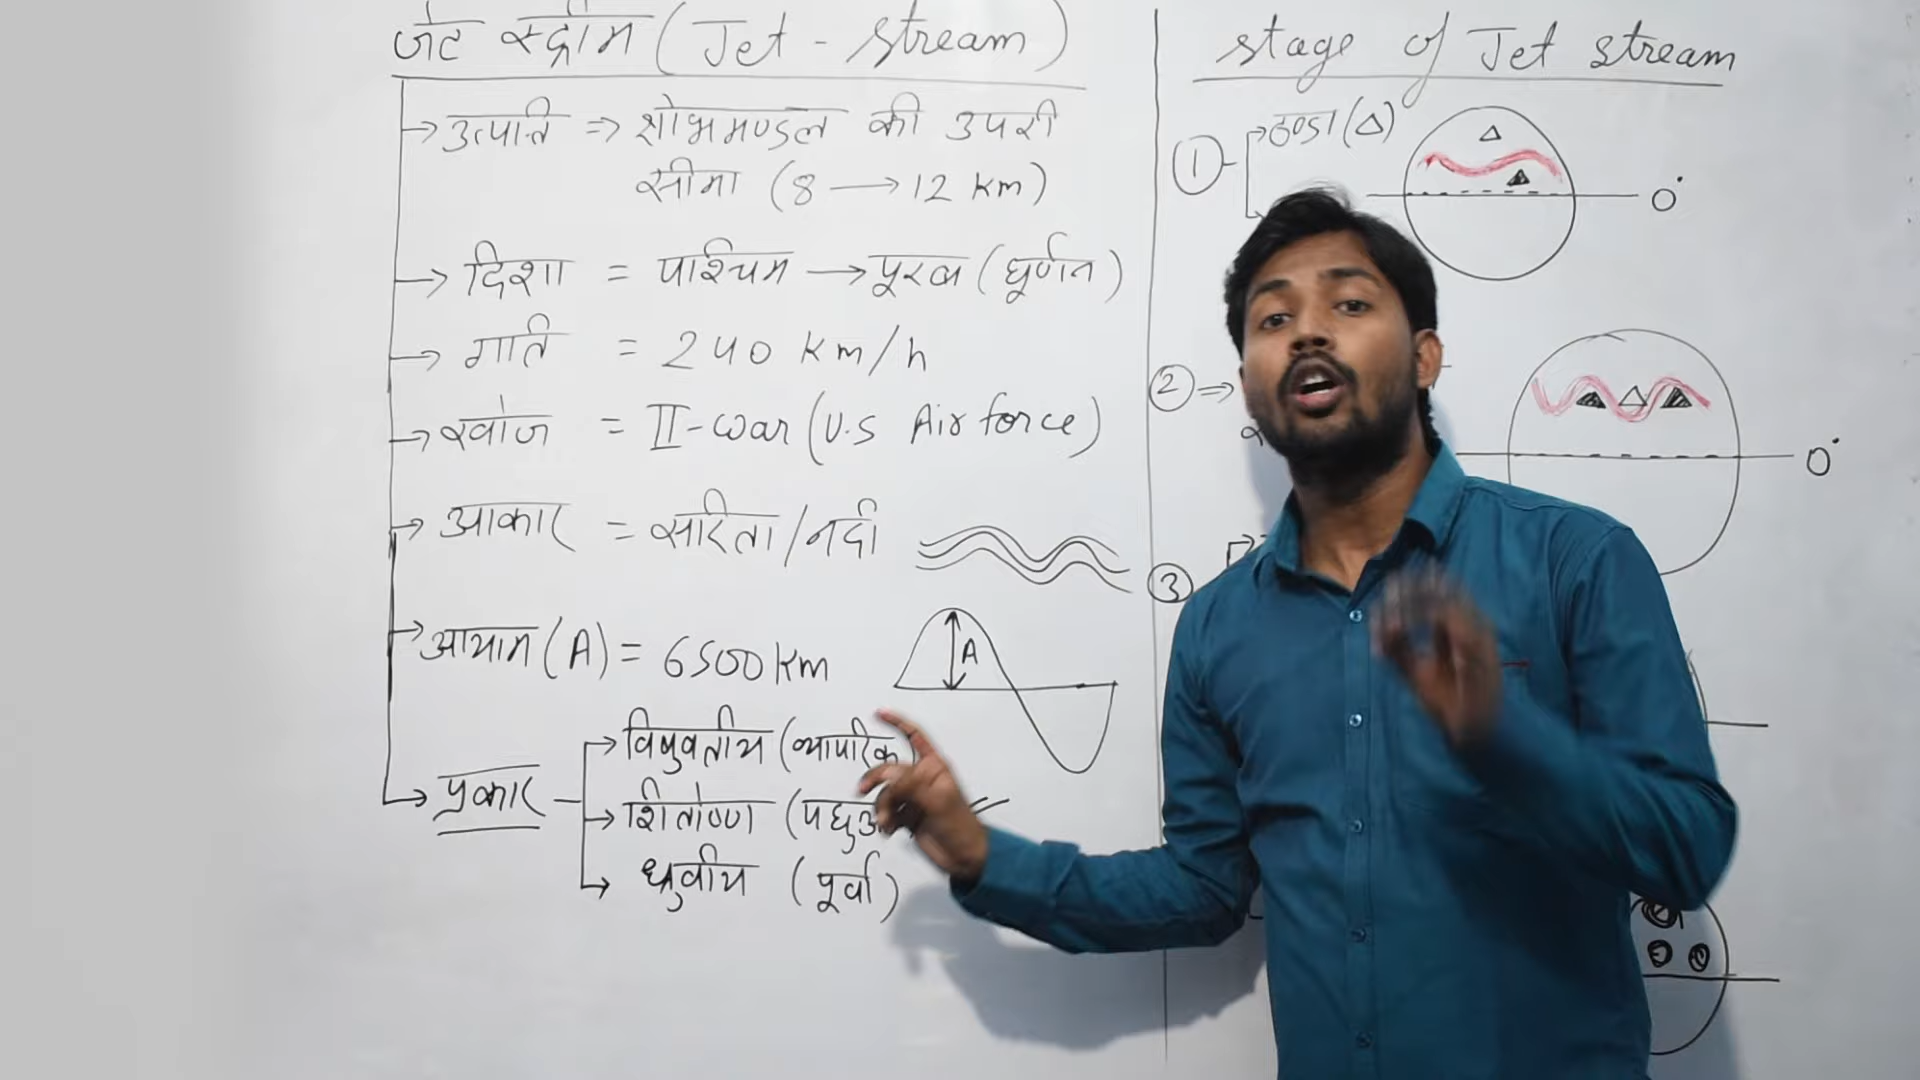 जेट स्ट्रीम (Jet - stream)
→ उत्पति ⇒ शोभमण्डल की उपरी
सीमा (8 → 12 km)
→ दिशा = पश्चिम → पूरब (घूर्णन)
→ गति = 240 km/h
→ खोज = II-war (U.S Air force)
→ आकार = सरिता/नदी
→ आयाम (A) = 6500 km
A
→ प्रकार
→ विषुवतीय (व्यापारिक)
→ शितोष्ण (पछुआ
→ ध्रुवीय (पूर्वा)
stage of Jet stream
① → ठण्डा (△)
0°
② ⇒
0°
③